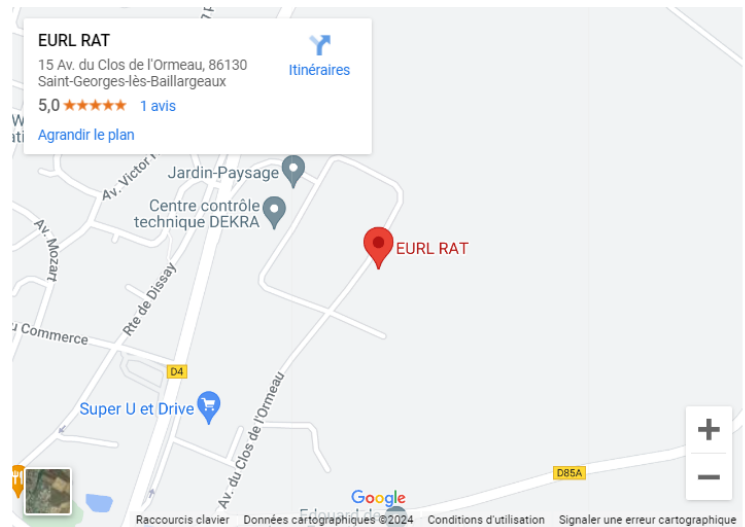 EURL RAT
15 Av. du Clos de l'Ormeau, 86130
Saint-Georges-lès-Baillargeaux
5,0 1 avis
Agrandir le plan
Itinéraires
Av. Victor
Jardin-Paysage
Centre contrôle
technique DEKRA
EURL RAT
Av. Mozart
Rte de Dissay
Commerce
D4
Super U et Drive
Av. du Clos de l'Ormeau
D85A
Google
Raccourcis clavier Données cartographiques ©2024 Conditions d'utilisation Signaler une erreur cartographique